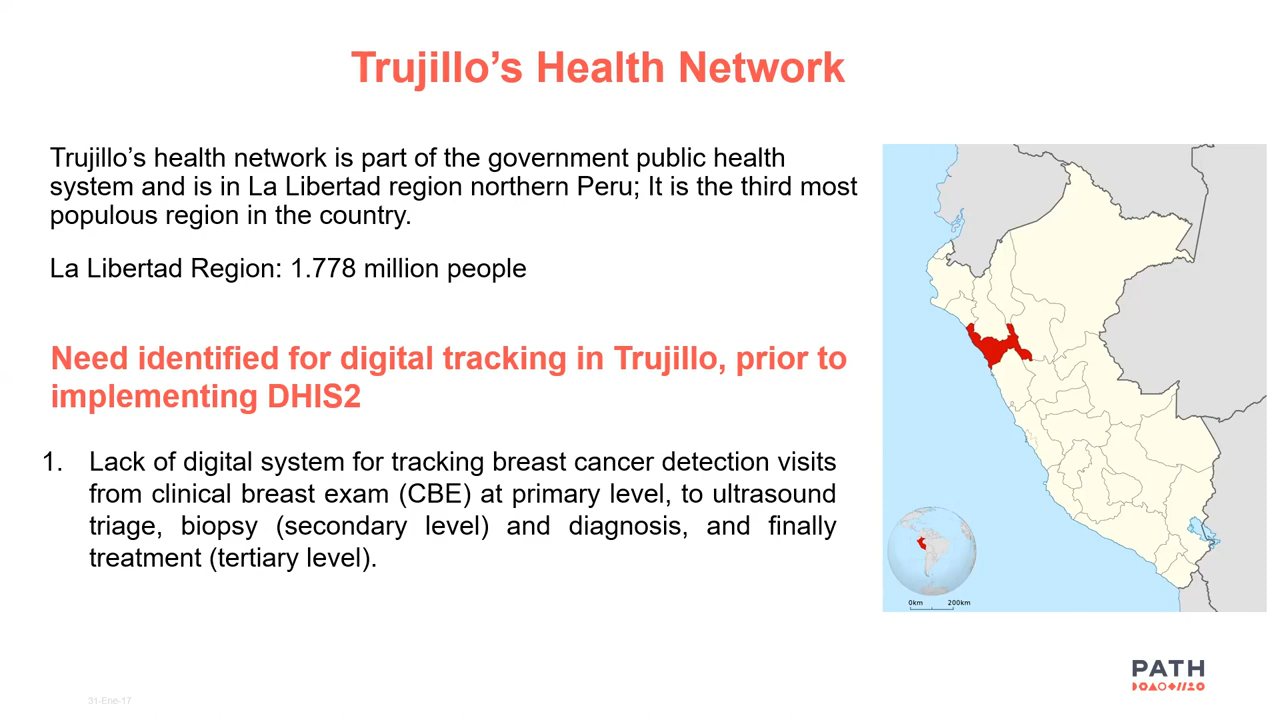 Trujillo’s Health Network
Trujillo’s health network is part of the government public health
system and is in La Libertad region northern Peru; It is the third most
populous region in the country.
La Libertad Region: 1.778 million people
Need identified for digital tracking in Trujillo, prior to
implementing DHIS2
1. Lack of digital system for tracking breast cancer detection visits
from clinical breast exam (CBE) at primary level, to ultrasound
triage, biopsy (secondary level) and diagnosis, and finally
treatment (tertiary level).
0km 200km
PATH
31-Ene-17